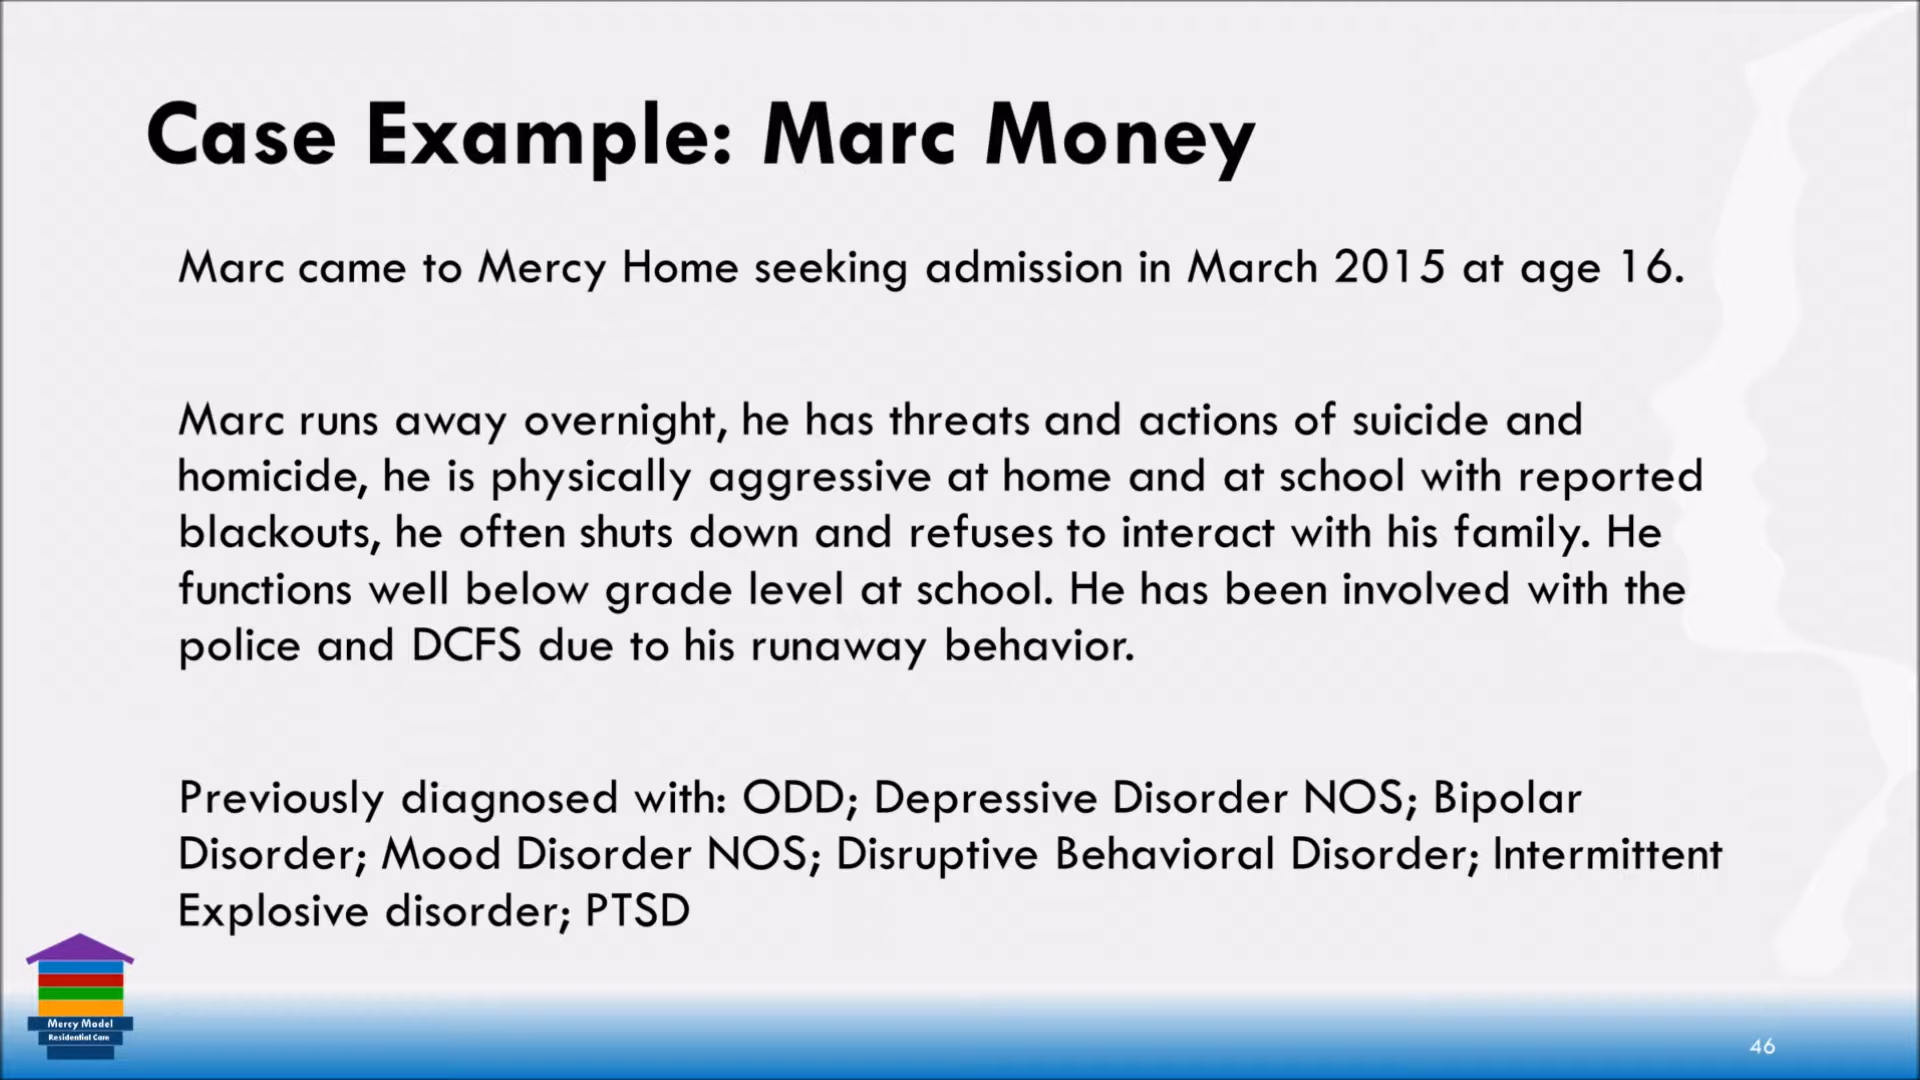 Case Example: Marc Money
Marc came to Mercy Home seeking admission in March 2015 at age 16.
Marc runs away overnight, he has threats and actions of suicide and
homicide, he is physically aggressive at home and at school with reported
blackouts, he often shuts down and refuses to interact with his family. He
functions well below grade level at school. He has been involved with the
police and DCFS due to his runaway behavior.
Previously diagnosed with: ODD; Depressive Disorder NOS; Bipolar
Disorder; Mood Disorder NOS; Disruptive Behavioral Disorder; Intermittent
Explosive disorder; PTSD
Mercy Model
Residential Care
46